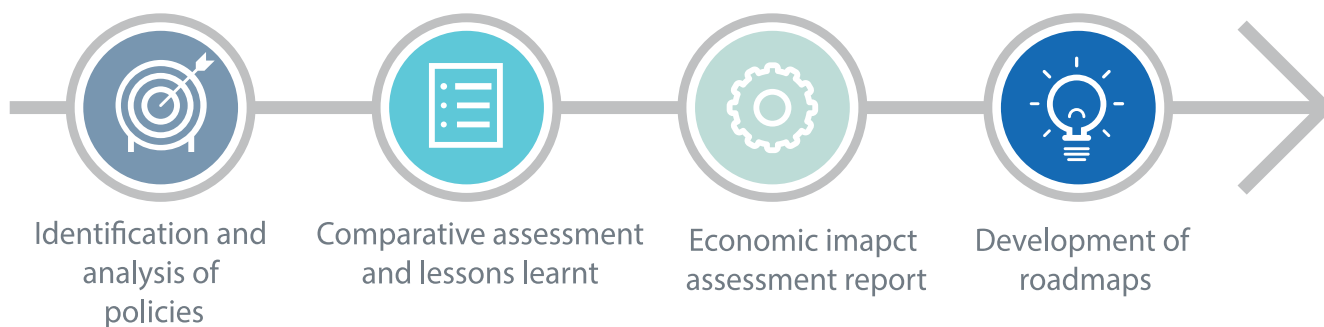 Identification and
analysis of
policies
Comparative assessment
and lessons learnt
Economic imapct
assessment report
Development of
roadmaps